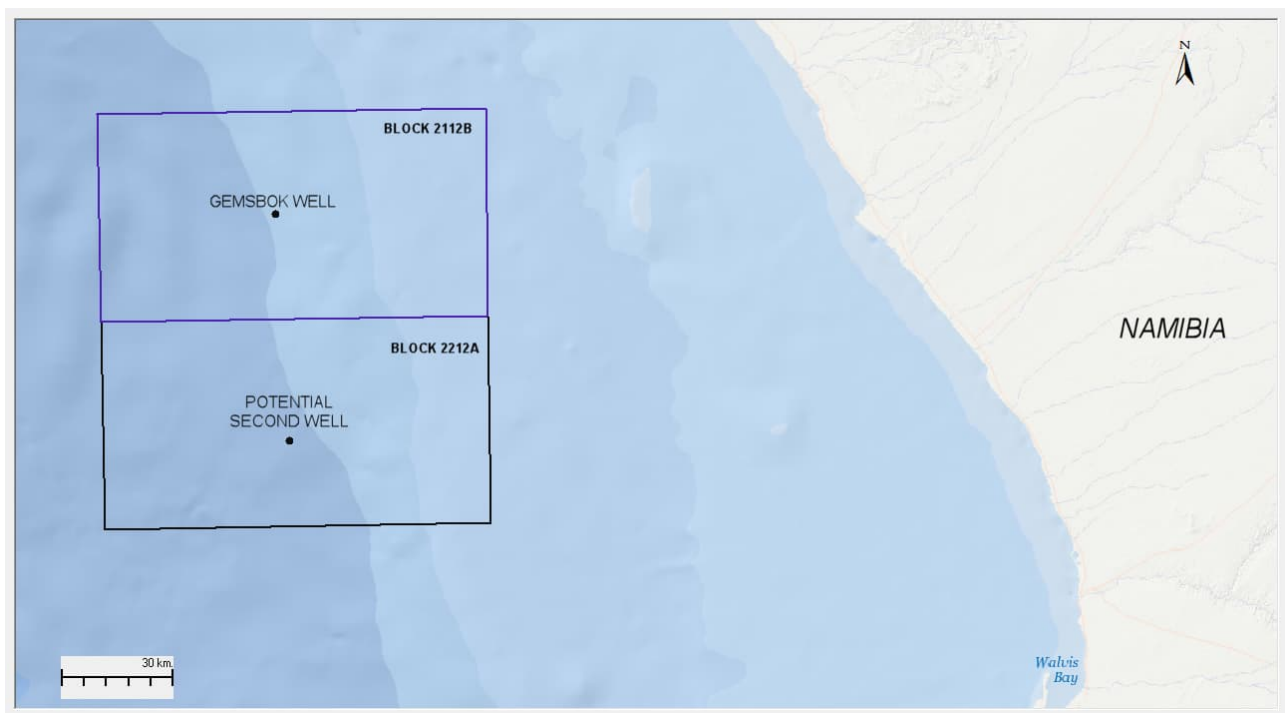 N
BLOCK 2112B
GEMSBOK WELL
NAMIBIA
BLOCK 2212A
POTENTIAL
SECOND WELL
30 km.
Walvis
Bay